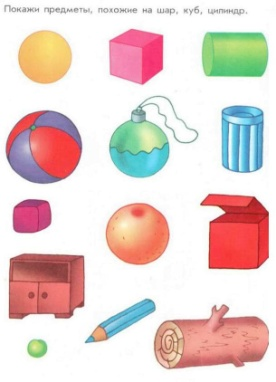 Покажи предметы, похожие на шар, куб, цилиндр.